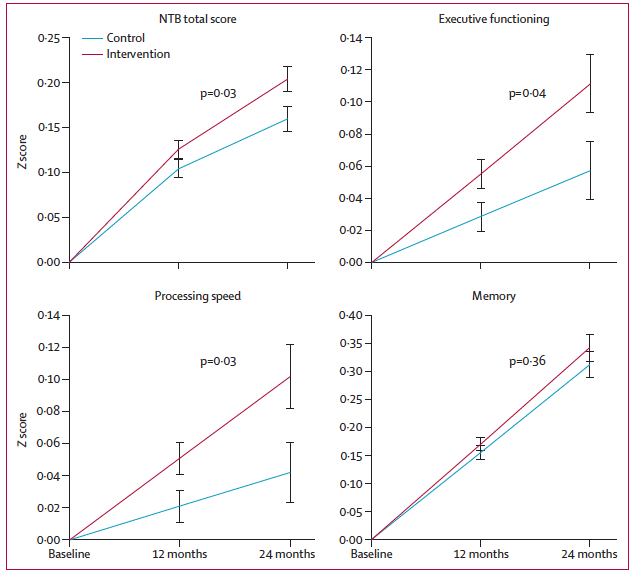 NTB total score
0·25
0·20
0·15
0·10
0·05
0·00
Z score
Control
Intervention
p=0·03
Executive functioning
0·14
0·12
0·10
0·08
0·06
0·04
0·02
0·00
p=0·04
Processing speed
0·14
0·12
0·10
0·08
0·06
0·04
0·02
0·00
Z score
p=0·03
Baseline
12 months
24 months
Memory
0·40
0·35
0·30
0·25
0·20
0·15
0·10
0·05
0·00
p=0·36
Baseline
12 months
24 months